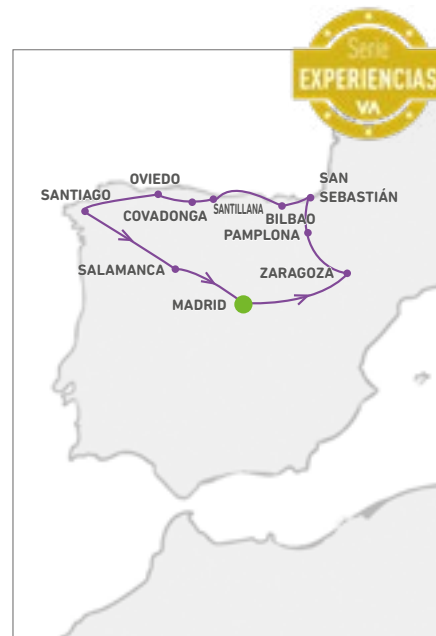 Serie
EXPERIENCIAS
VA
SAN
SEBASTIÁN
OVIEDO
SANTIAGO
COVADONGA
SANTILLANA
BILBAO
PAMPLONA
SALAMANCA
ZARAGOZA
MADRID